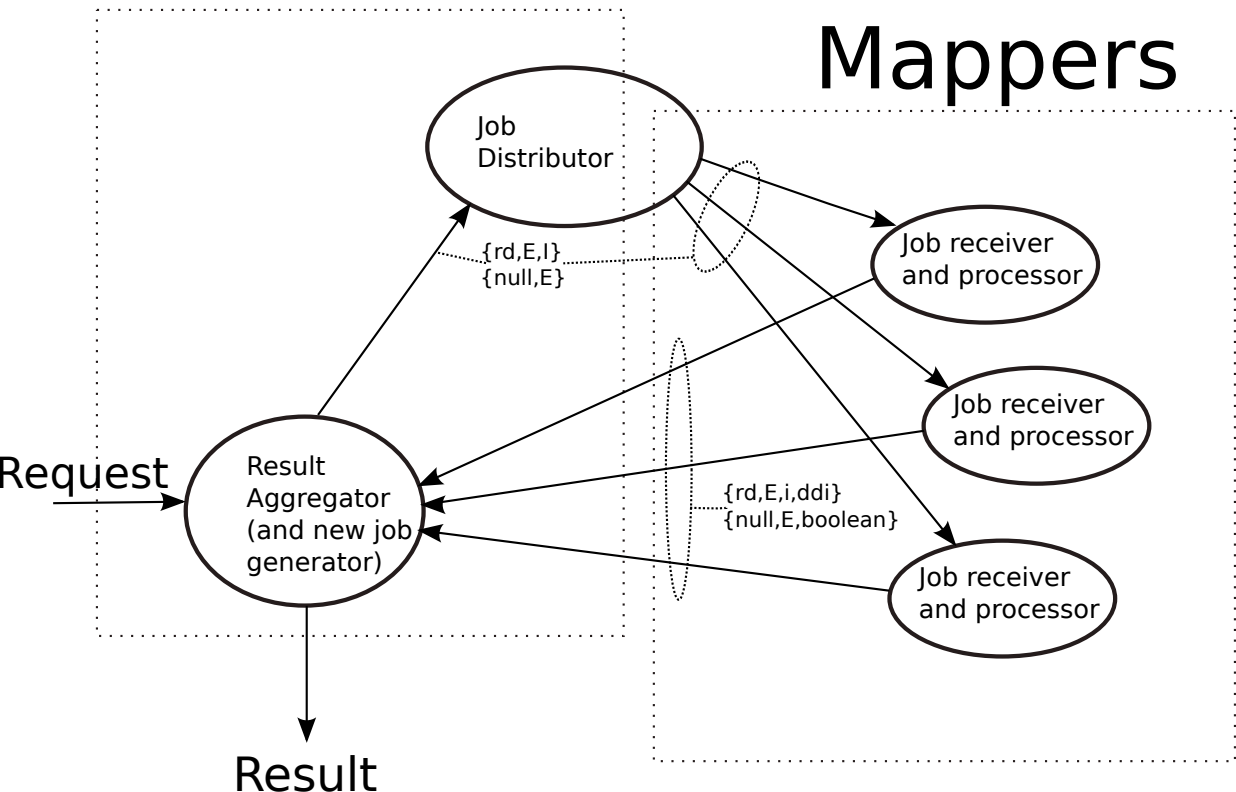 Mappers
Job
Distributor
{rd,E,I}
{null,E}
Job receiver
and processor
Job receiver
and processor
Request
Result
Aggregator
(and new job
generator)
{rd,E,i,ddi}
{null,E,boolean}
Job receiver
and processor
Result